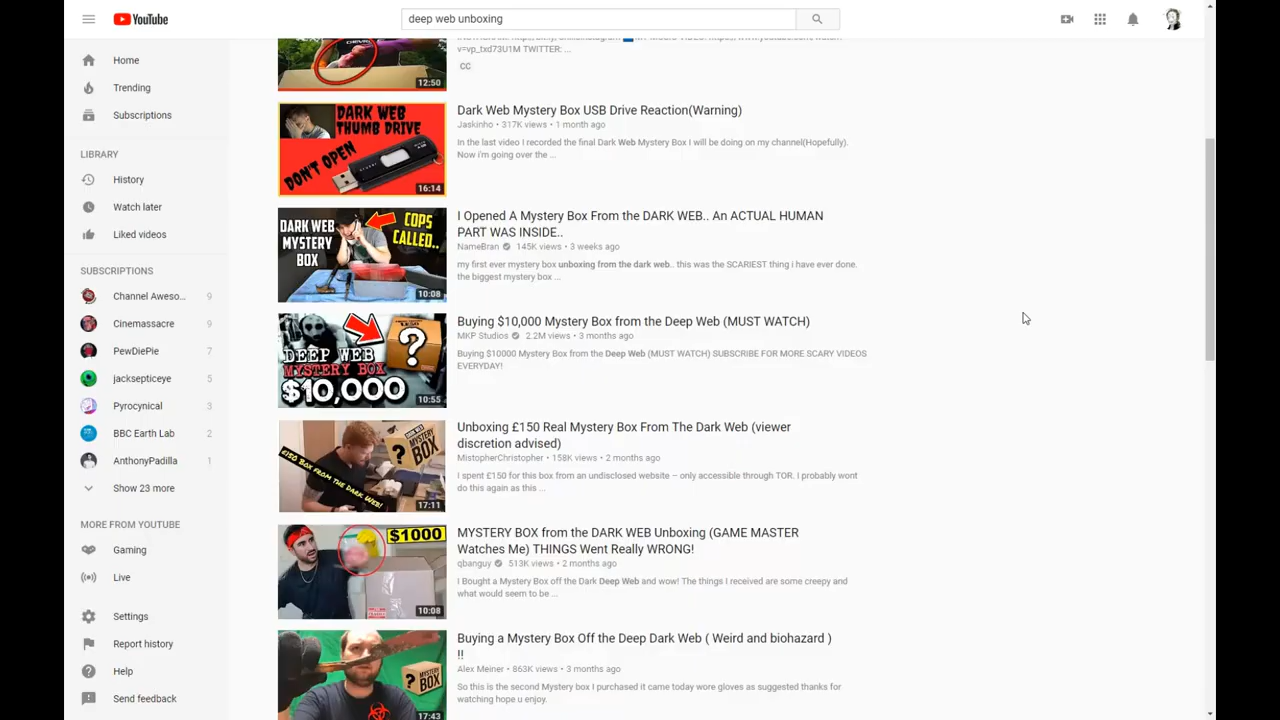 YouTube
deep web unboxing
Home
Trending
Subscriptions
LIBRARY
History
Watch later
Liked videos
SUBSCRIPTIONS
Channel Aweso... 9
Cinemassacre 9
PewDiePie 7
jacksepticeye 5
Pyrocynical 3
BBC Earth Lab 2
AnthonyPadilla 1
Show 23 more
MORE FROM YOUTUBE
Gaming
Live
Settings
Report history
Help
Send feedback
12:50
v=vp_txd73U1M TWITTER: ...
CC
DARK WEB
THUMB DRIVE
DON'T OPEN
16:14
Dark Web Mystery Box USB Drive Reaction(Warning)
Jaskinho • 317K views • 1 month ago
In the last video I recorded the final Dark Web Mystery Box I will be doing on my channel(Hopefully).
Now i'm going over the ...
DARK WEB
MYSTERY
BOX
COPS
CALLED..
10:08
I Opened A Mystery Box From the DARK WEB.. An ACTUAL HUMAN
PART WAS INSIDE..
NameBran 145K views • 3 weeks ago
my first ever mystery box unboxing from the dark web.. this was the SCARIEST thing i have ever done.
the biggest mystery box ...
?
DEEP WEB
MYSTERY BOX
$10,000
10:55
Buying $10,000 Mystery Box from the Deep Web (MUST WATCH)
MKP Studios 2.2M views • 3 months ago
Buying $10000 Mystery Box from the Deep Web (MUST WATCH) SUBSCRIBE FOR MORE SCARY VIDEOS
EVERYDAY!
? MYSTERY
BOX
£150 BOX FROM THE DARK WEB!
17:11
Unboxing £150 Real Mystery Box From The Dark Web (viewer
discretion advised)
MistopherChristopher • 158K views • 2 months ago
I spent £150 for this box from an undisclosed website – only accessible through TOR. I probably wont
do this again as this ...
$1000
10:08
MYSTERY BOX from the DARK WEB Unboxing (GAME MASTER
Watches Me) THINGS Went Really WRONG!
qbanguy 513K views • 2 months ago
I Bought a Mystery Box off the Dark Deep Web and wow! The things I received are some creepy and
what would seem to be ...
? MYSTERY
BOX
17:43
Buying a Mystery Box Off the Deep Dark Web ( Weird and biohazard )
!!
Alex Meiner • 863K views • 3 months ago
So this is the second Mystery box I purchased it came today wore gloves as suggested thanks for
watching hope u enjoy.